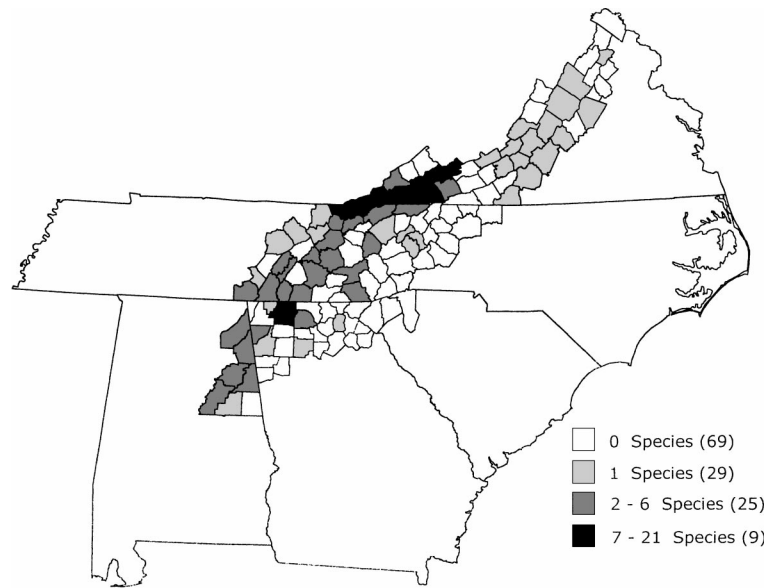 0 Species (69)
1 Species (29)
2 - 6 Species (25)
7 - 21 Species (9)